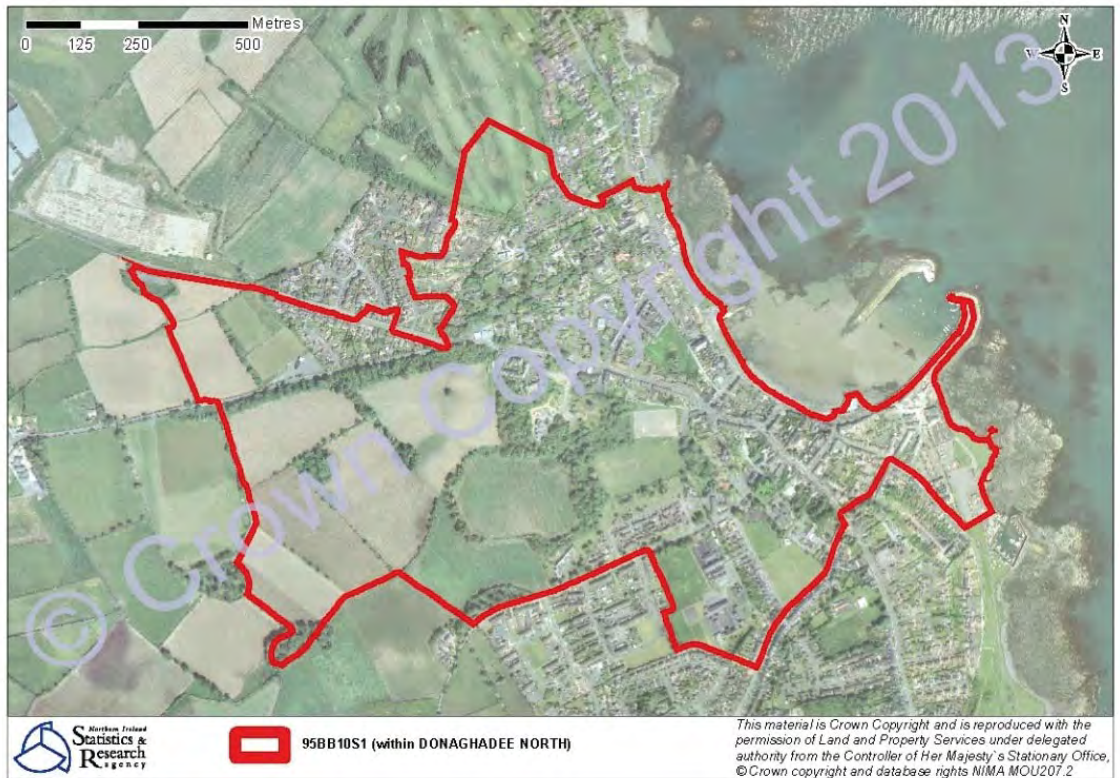 Metres
0 125 250 500
N
W E
S
© Crown Copyright 2013
Northern Ireland
Statistics &
Research
Agency
95BB10S1 (within DONAGHADEE NORTH)
This material is Crown Copyright and is reproduced with the
permission of Land and Property Services under delegated
authority from the Controller of Her Majesty`s Stationary Office,
© Crown copyright and database rights NIMA MOU207.2